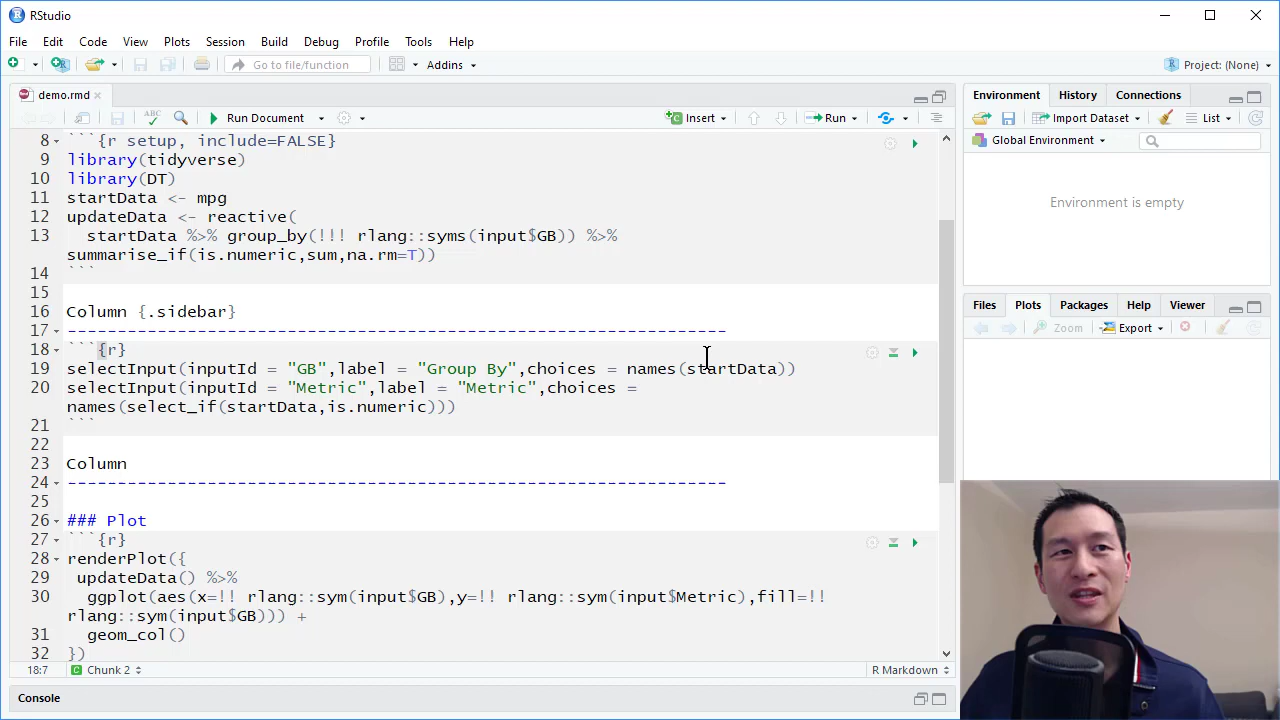 RStudio
File Edit Code View Plots Session Build Debug Profile Tools Help
Go to file/function Addins Project: (None)
demo.rmd
ABC Run Document Insert Run
8 ```{r setup, include=FALSE}
9 library(tidyverse)
10 library(DT)
11 startData <- mpg
12 updateData <- reactive(
13 startData %>% group_by(!!! rlang::syms(input$GB)) %>%
summarise_if(is.numeric,sum,na.rm=T))
14 ```
15
16 Column {.sidebar}
17 ------------------------------------------------------------------
18 ```{r}
19 selectInput(inputId = "GB",label = "Group By",choices = names(startData))
20 selectInput(inputId = "Metric",label = "Metric",choices =
names(select_if(startData,is.numeric)))
21 ```
22
23 Column
24 ------------------------------------------------------------------
25
26 ### Plot
27 ```{r}
28 renderPlot({
29 updateData() %>%
30 ggplot(aes(x=!! rlang::sym(input$GB),y=!! rlang::sym(input$Metric),fill=!!
rlang::sym(input$GB))) +
31 geom_col()
32 })
18:7 Chunk 2 R Markdown
Console
Environment History Connections
Import Dataset List
Global Environment
Environment is empty
Files Plots Packages Help Viewer
Zoom Export